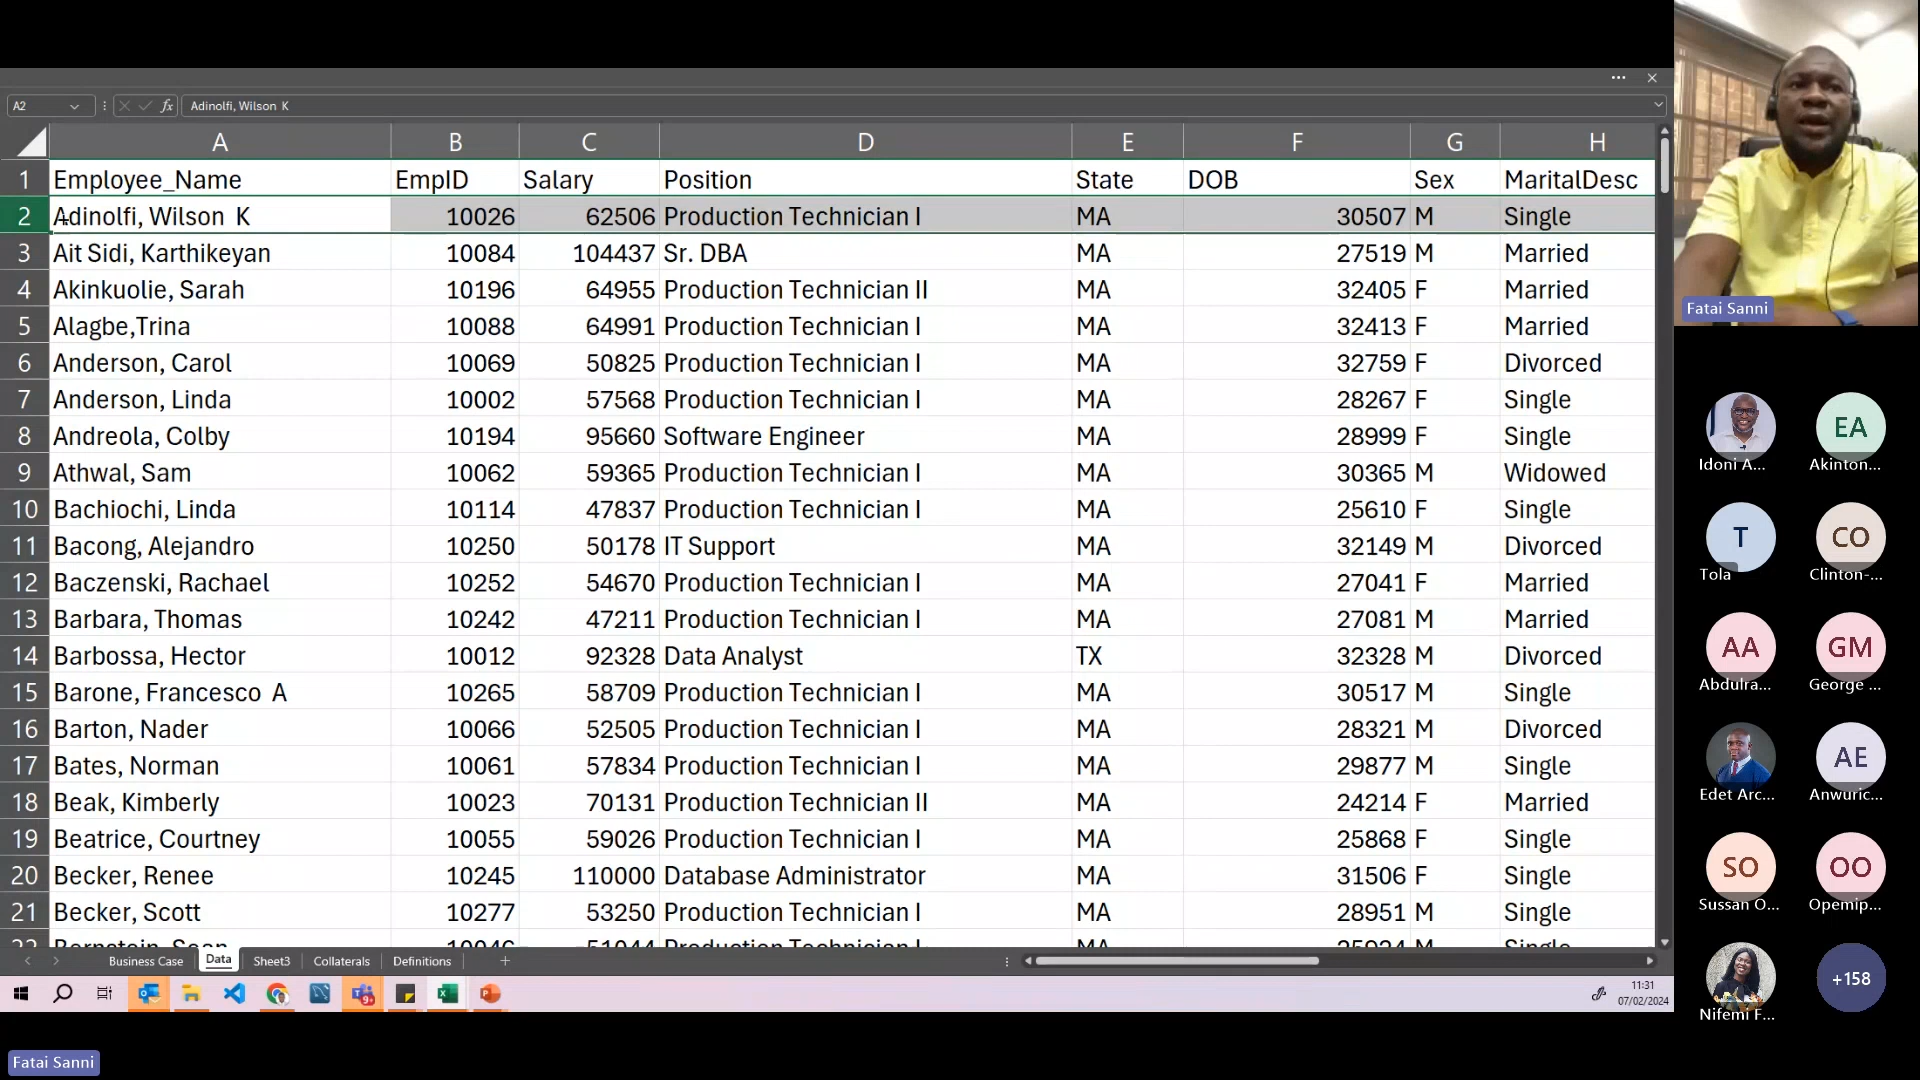 A2
fx
Adinolfi, Wilson K
A B C D E F G H
1 Employee_Name EmpID Salary Position State DOB Sex MaritalDesc
2 Adinolfi, Wilson K 10026 62506 Production Technician I MA 30507 M Single
3 Ait Sidi, Karthikeyan 10084 104437 Sr. DBA MA 27519 M Married
4 Akinkuolie, Sarah 10196 64955 Production Technician II MA 32405 F Married
5 Alagbe,Trina 10088 64991 Production Technician I MA 32413 F Married
6 Anderson, Carol 10069 50825 Production Technician I MA 32759 F Divorced
7 Anderson, Linda 10002 57568 Production Technician I MA 28267 F Single
8 Andreola, Colby 10194 95660 Software Engineer MA 28999 F Single
9 Athwal, Sam 10062 59365 Production Technician I MA 30365 M Widowed
10 Bachiochi, Linda 10114 47837 Production Technician I MA 25610 F Single
11 Bacong, Alejandro 10250 50178 IT Support MA 32149 M Divorced
12 Baczenski, Rachael 10252 54670 Production Technician I MA 27041 F Married
13 Barbara, Thomas 10242 47211 Production Technician I MA 27081 M Married
14 Barbossa, Hector 10012 92328 Data Analyst TX 32328 M Divorced
15 Barone, Francesco A 10265 58709 Production Technician I MA 30517 M Single
16 Barton, Nader 10066 52505 Production Technician I MA 28321 M Divorced
17 Bates, Norman 10061 57834 Production Technician I MA 29877 M Single
18 Beak, Kimberly 10023 70131 Production Technician II MA 24214 F Married
19 Beatrice, Courtney 10055 59026 Production Technician I MA 25868 F Single
20 Becker, Renee 10245 110000 Database Administrator MA 31506 F Single
21 Becker, Scott 10277 53250 Production Technician I MA 28951 M Single
Business Case Data Sheet3 Collaterals Definitions
11:31
07/02/2024
Fatai Sanni
Fatai Sanni
EA
Idoni A... Akinton...
T CO
Tola Clinton-...
AA GM
Abdulra... George ...
AE
Edet Arc... Anwuric...
SO OO
Sussan O... Opemip...
+158
Nifemi F...